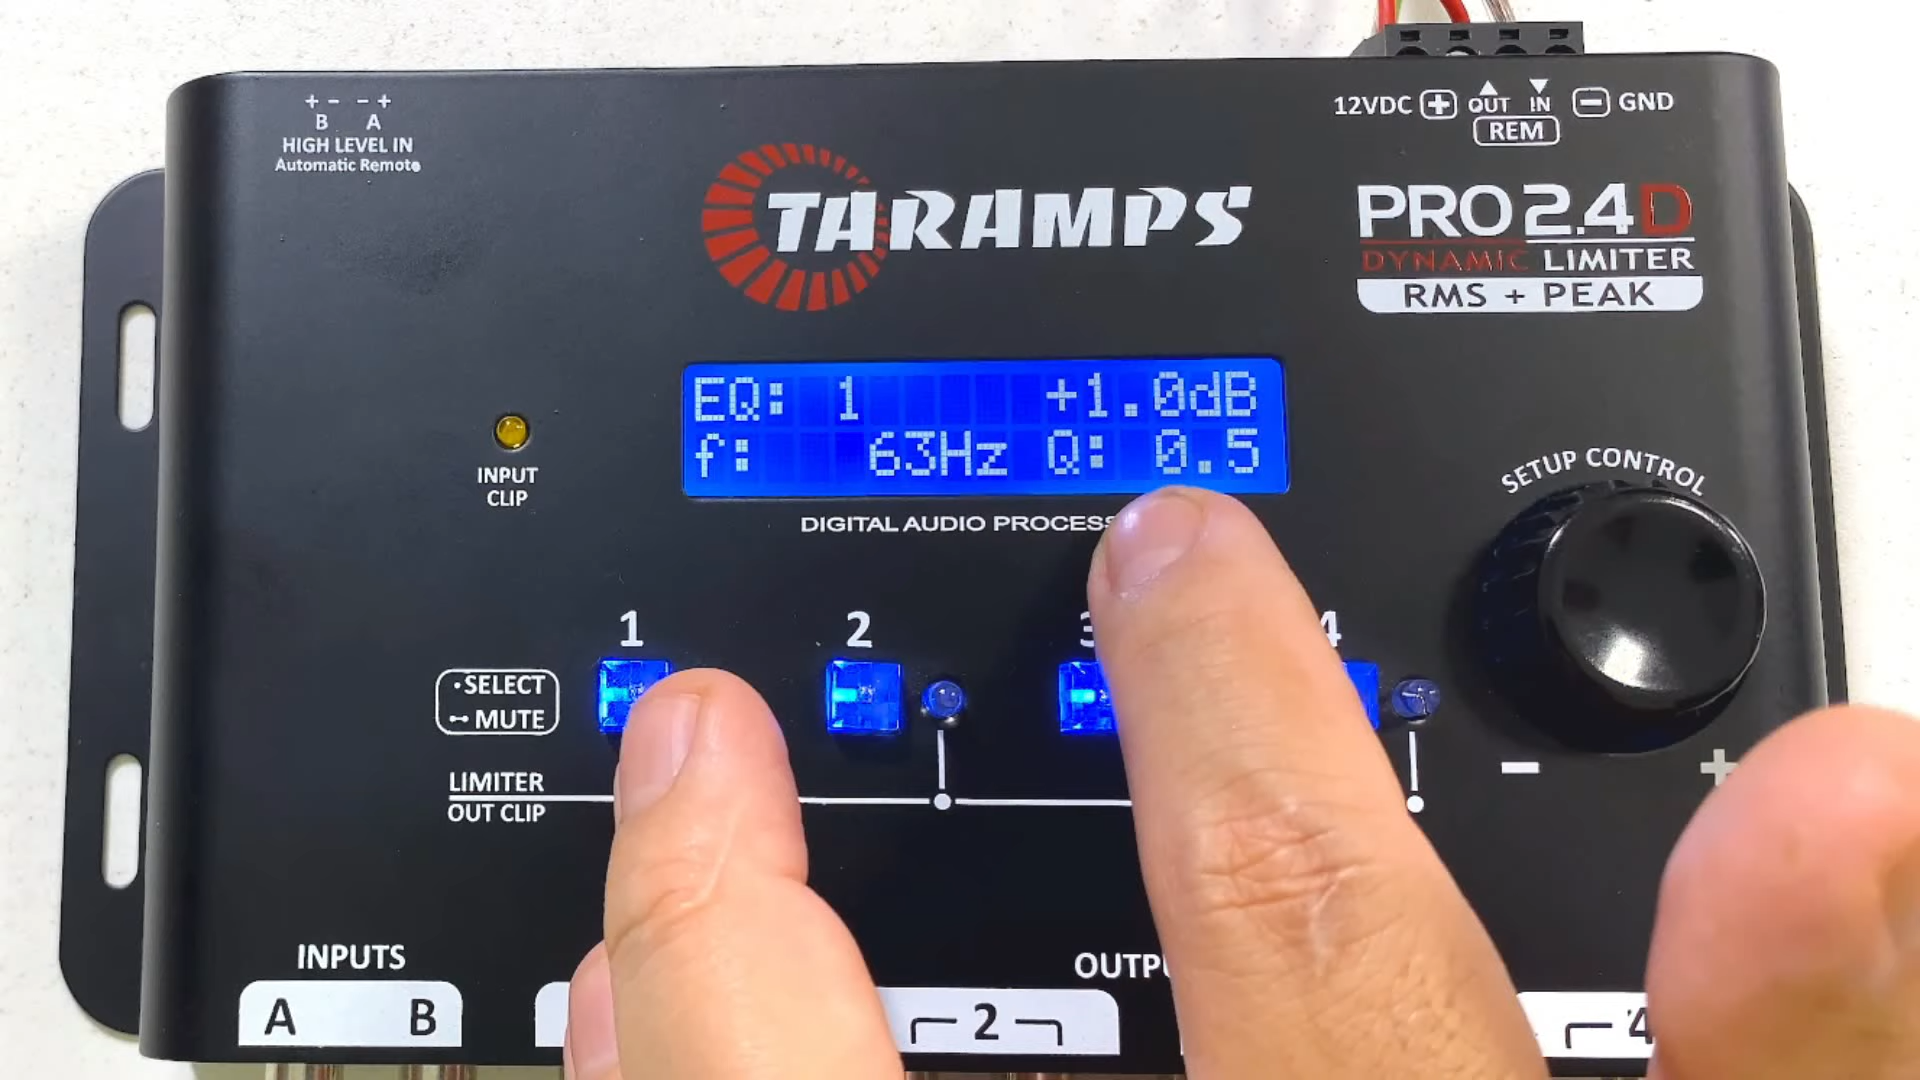 + - - +
B A
HIGH LEVEL IN
Automatic Remote
12VDC + OUT IN - GND
REM
TARAMPS
PRO 2.4D
DYNAMIC LIMITER
RMS + PEAK
EQ: 1 +1.0dB
f: 63Hz Q: 0.5
INPUT
CLIP
DIGITAL AUDIO
SETUP CONTROL
1 2 3 4
SELECT
MUTE
- +
LIMITER
OUT CLIP
INPUTS
A B
2 4